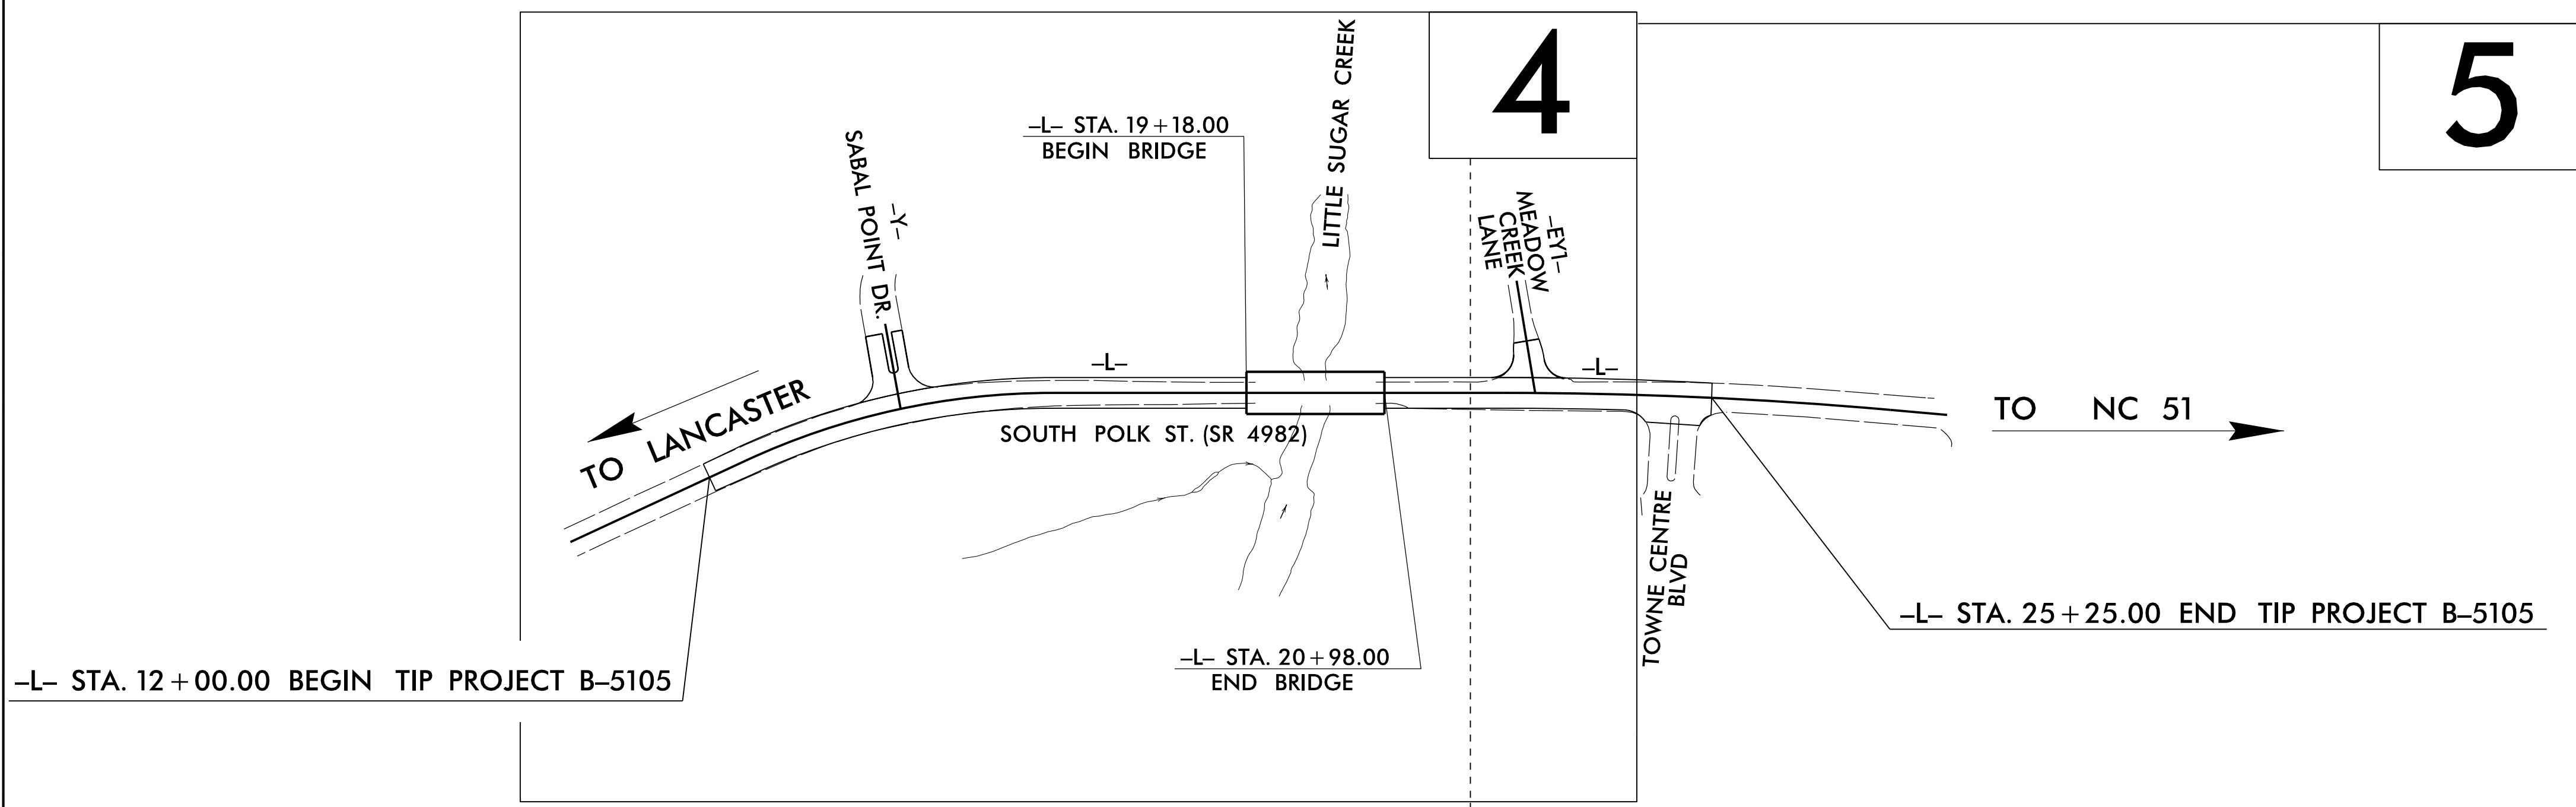 4
5
LITTLE SUGAR CREEK
–L– STA. 19+18.00
BEGIN BRIDGE
SABAL POINT DR.
–Y–
–EY1–
MEADOW
CREEK
LANE
–L–
–L–
TO LANCASTER
SOUTH POLK ST. (SR 4982)
TO NC 51
TOWNE CENTRE
BLVD
–L– STA. 25+25.00 END TIP PROJECT B–5105
–L– STA. 20+98.00
END BRIDGE
–L– STA. 12+00.00 BEGIN TIP PROJECT B–5105